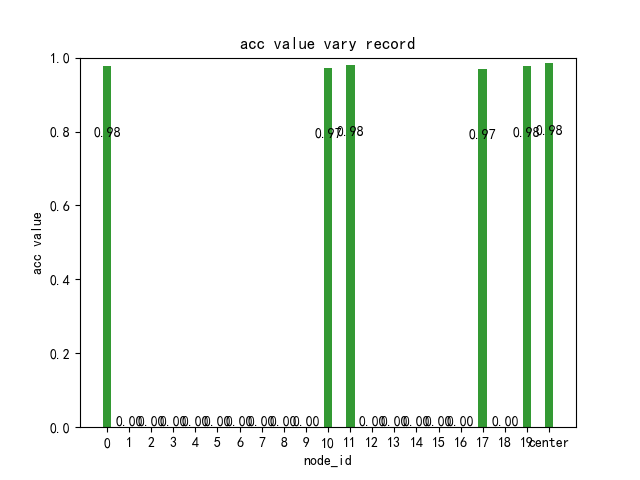 acc value vary record
acc value
1.0
0.8
0.6
0.4
0.2
0.0
0.98 0.00 0.00 0.00 0.00 0.00 0.00 0.00 0.00 0.00 0.97 0.98 0.00 0.00 0.00 0.00 0.00 0.97 0.00 0.98 0.98
0 1 2 3 4 5 6 7 8 9 10 11 12 13 14 15 16 17 18 19 center
node_id